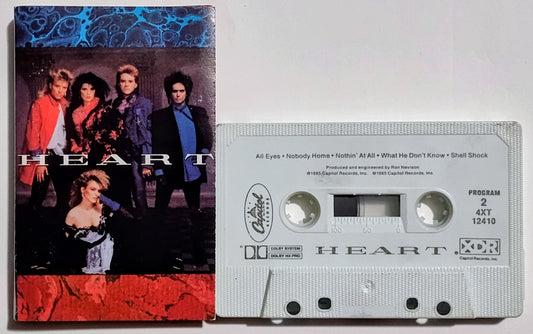 HEART
All Eyes • Nobody Home • Nothin' At All • What He Don't Know • Shell Shock
Produced and engineered by Ron Nevison
℗1985 Capitol Records, Inc. ©1985 Capitol Records, Inc.
Capitol
RECORDS
PROGRAM
2
4XT
12410
DOLBY SYSTEM
DOLBY HX PRO
HEART
XDR
Capitol Records, Inc.